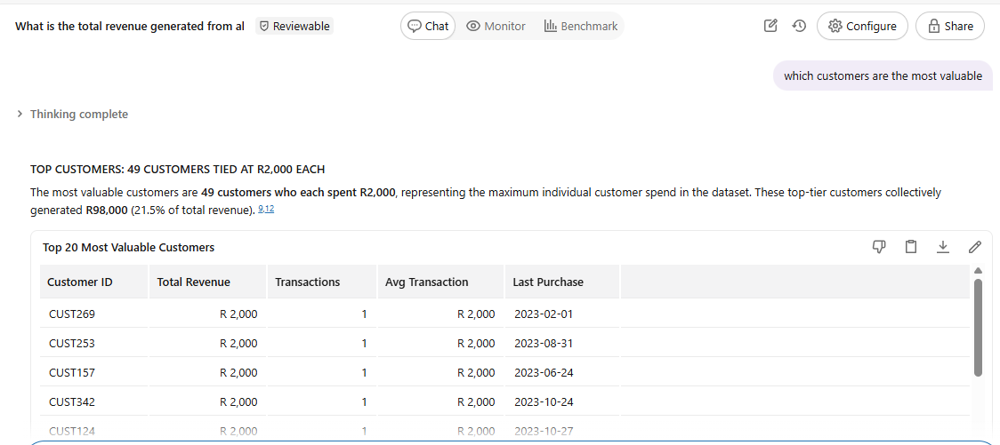 What is the total revenue generated from al Reviewable Chat Monitor Benchmark Configure Share
which customers are the most valuable
Thinking complete
TOP CUSTOMERS: 49 CUSTOMERS TIED AT R2,000 EACH
The most valuable customers are 49 customers who each spent R2,000, representing the maximum individual customer spend in the dataset. These top-tier customers collectively
generated R98,000 (21.5% of total revenue). 9,12
Top 20 Most Valuable Customers
Customer ID Total Revenue Transactions Avg Transaction Last Purchase
CUST269 R 2,000 1 R 2,000 2023-02-01
CUST253 R 2,000 1 R 2,000 2023-08-31
CUST157 R 2,000 1 R 2,000 2023-06-24
CUST342 R 2,000 1 R 2,000 2023-10-24
CUST124 R 2,000 1 R 2,000 2023-10-27